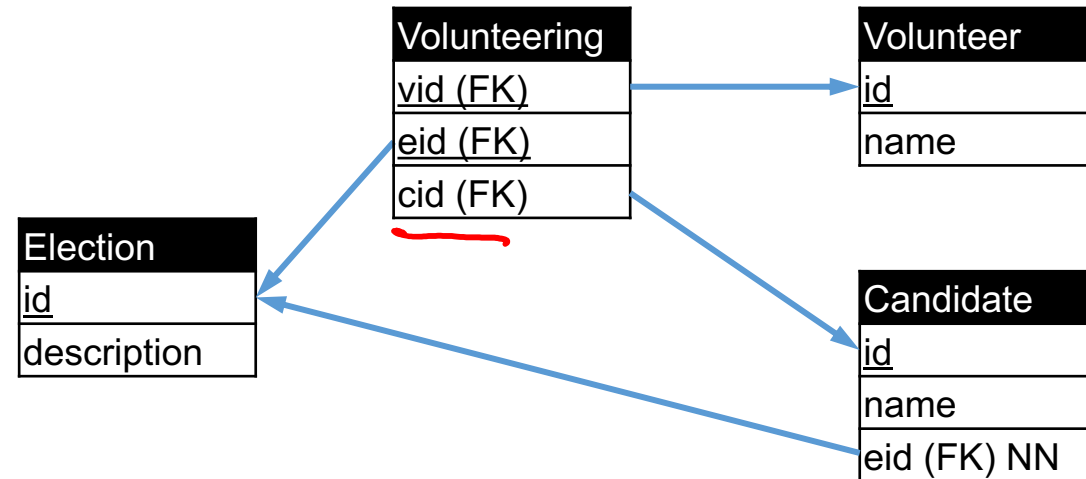 Volunteering
vid (FK)
eid (FK)
cid (FK)
Volunteer
id
name
Election
id
description
Candidate
id
name
eid (FK) NN